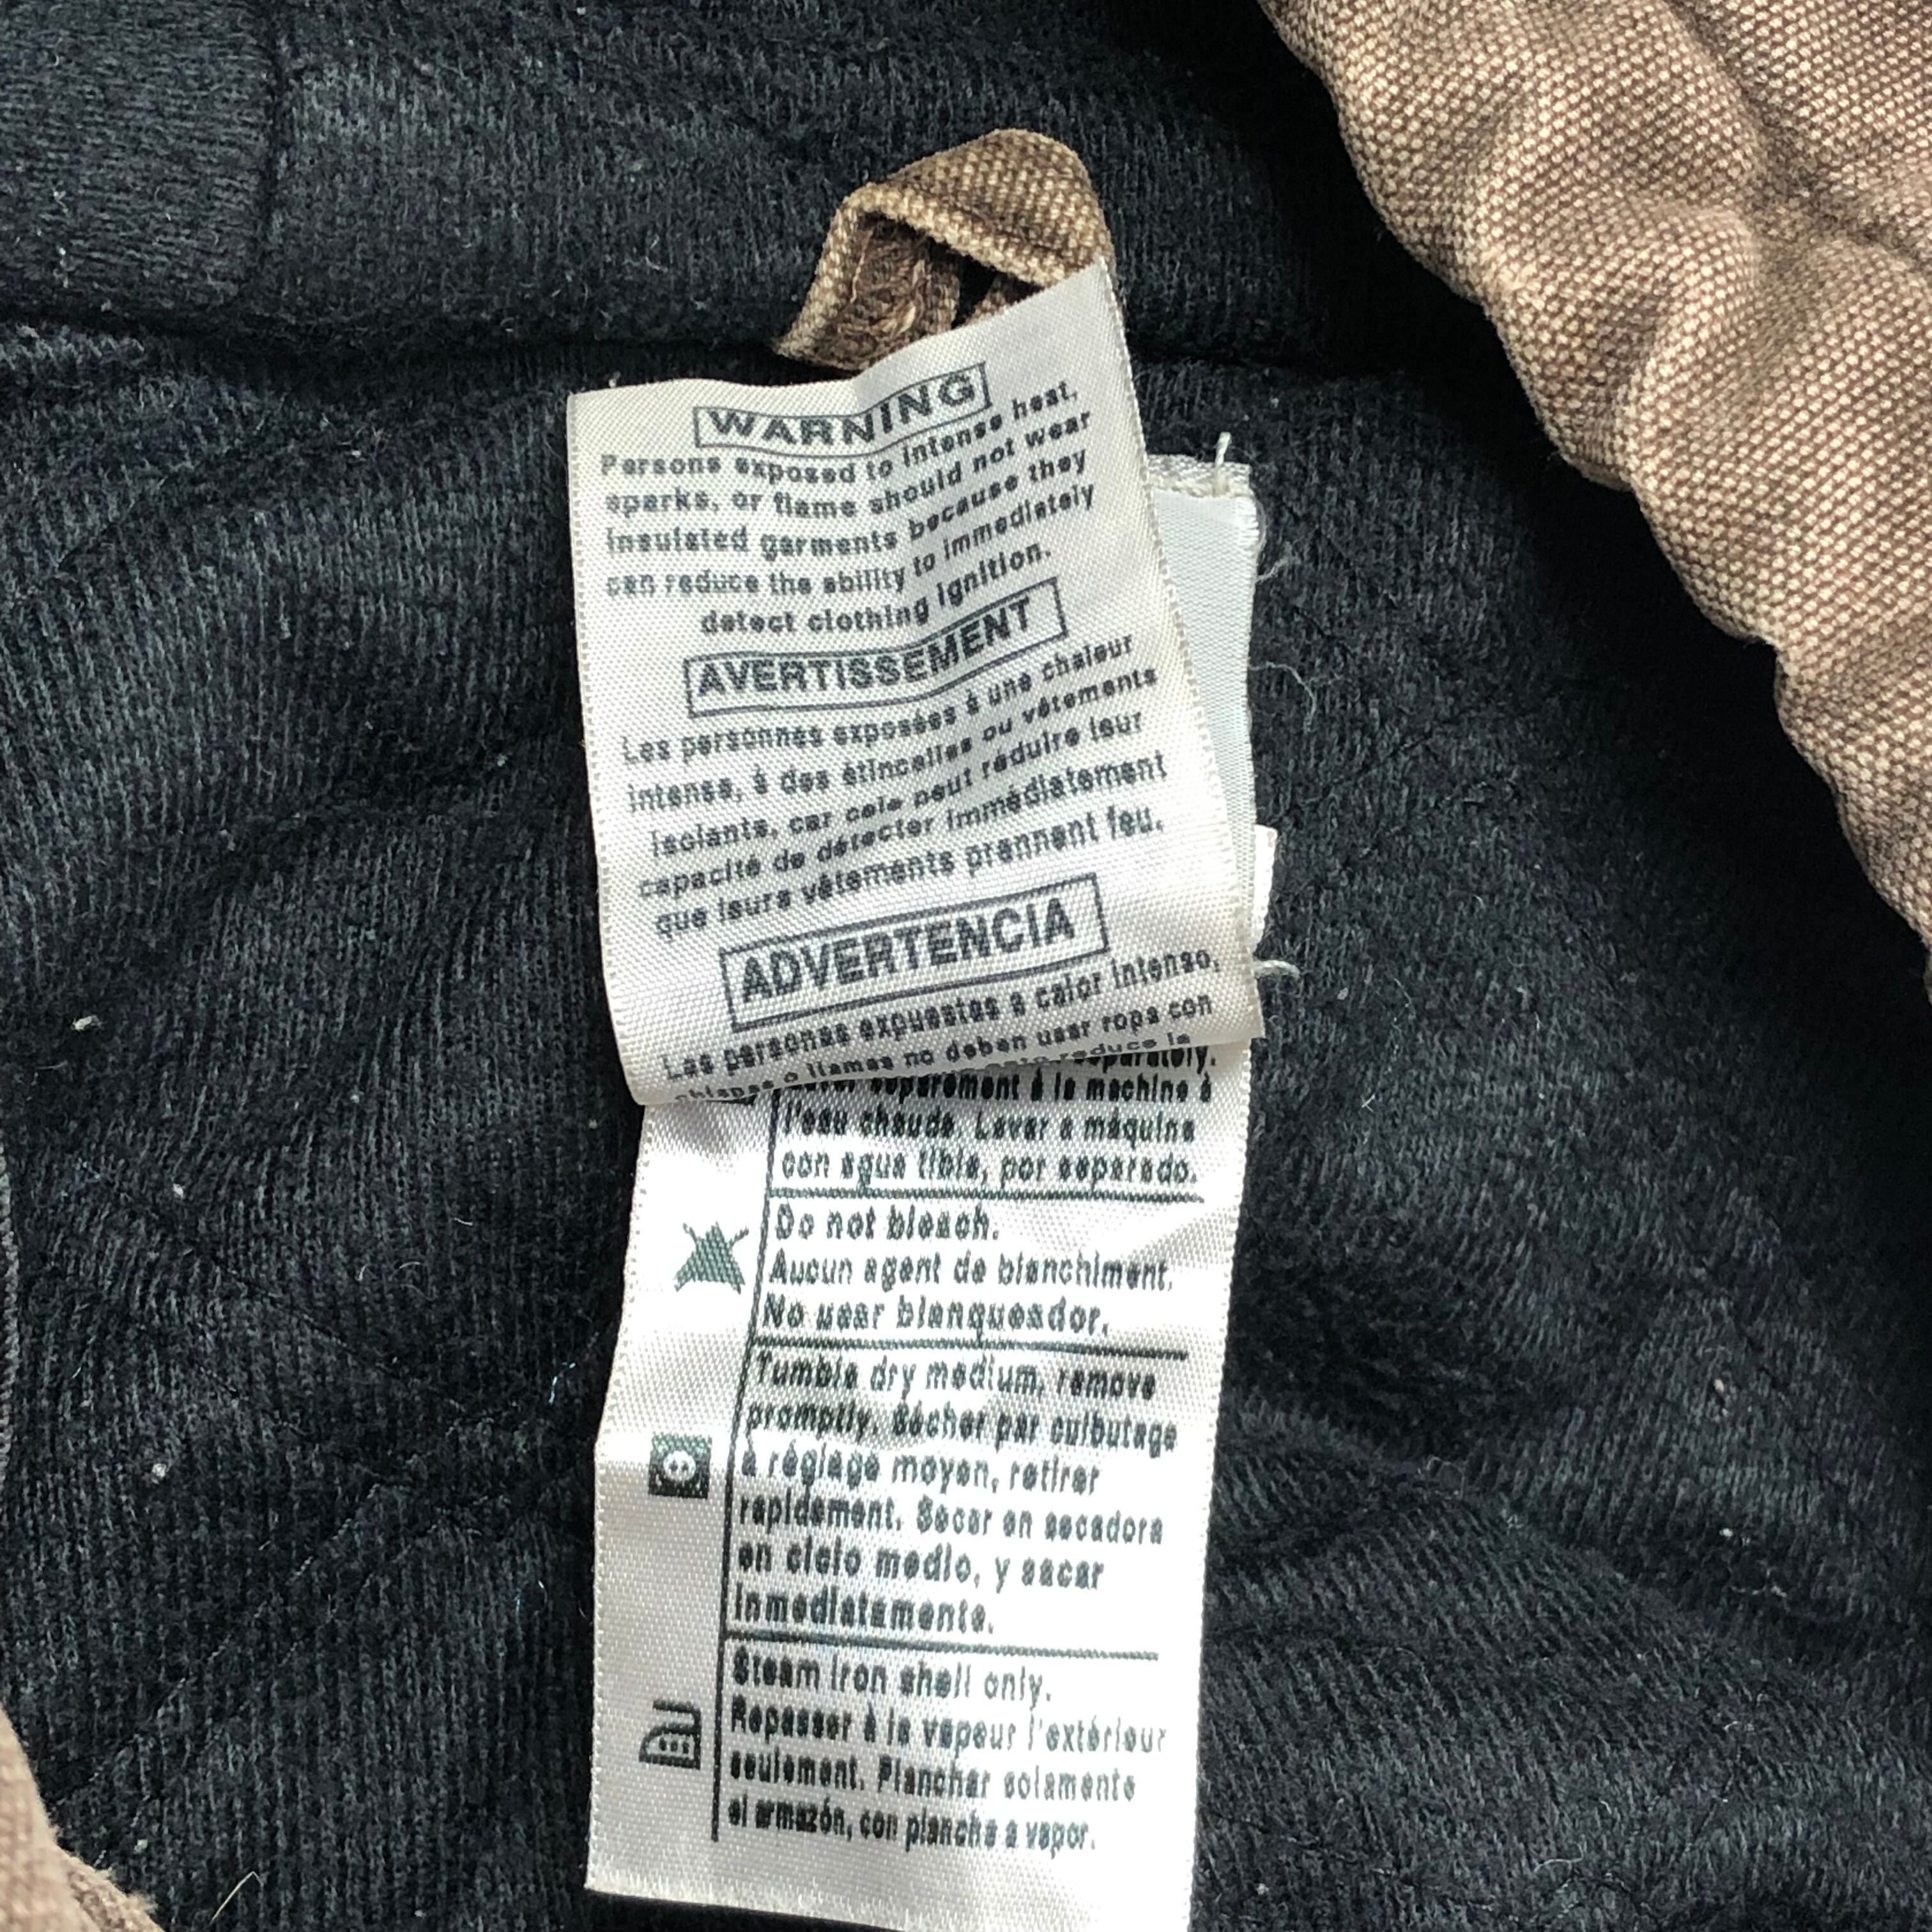 WARNING
Persons exposed to intense heat,
sparks, or flame should not wear
insulated garments because they
can reduce the ability to immediately
detect clothing ignition.
AVERTISSEMENT
Les personnes exposées à une chaleur
intense, à des étincelles ou vêtements
isolants, car cela peut réduire leur
capacité de détecter immédiatement
que leurs vêtements prennent feu.
ADVERTENCIA
Las personas expuestas a calor intenso,
chispas o llamas no deben usar ropa con
reduce la
separately.
séparément à la machine à
l'eau chaude. Lavar a máquina
con agua tibia, por separado.
Do not bleach.
Aucun agent de blanchiment.
No usar blanqueador.
Tumble dry medium, remove
promptly. Sécher par culbutage
à réglage moyen, retirer
rapidement. Secar en secadora
en ciclo medio, y sacar
inmediatamente.
Steam iron shell only.
Repasser à la vapeur l'extérieur
seulement. Planchar solamente
el armazón, con plancha a vapor.